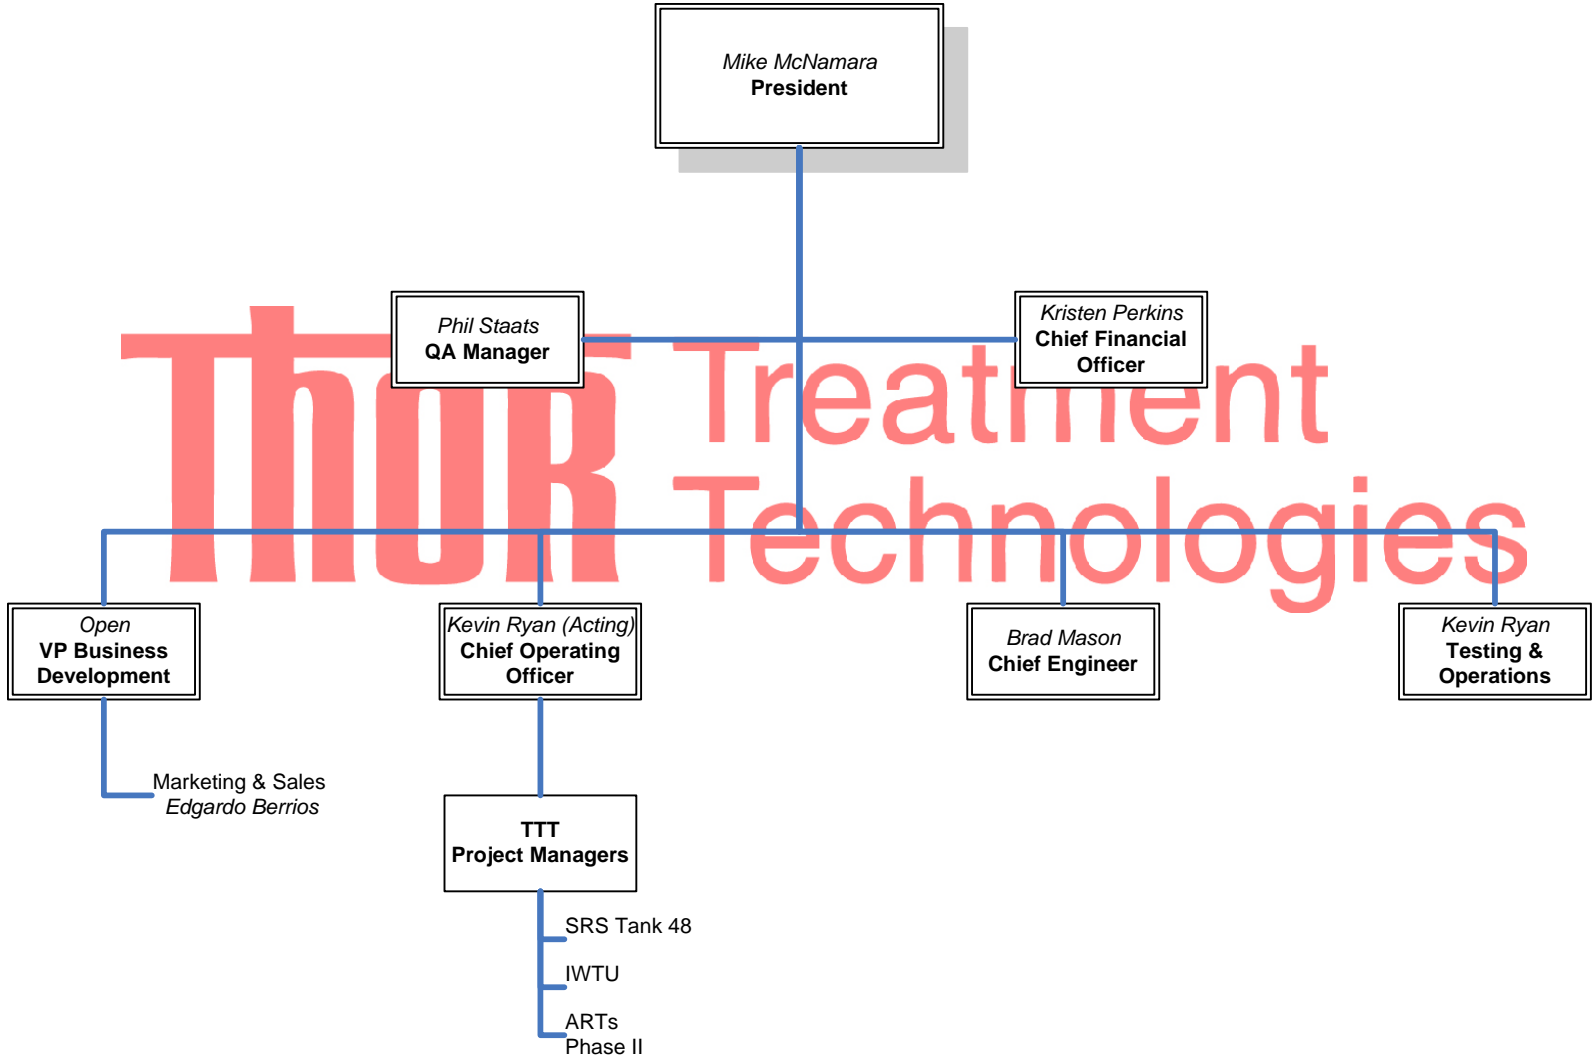 Mike McNamara
President
Phil Staats
QA Manager
Kristen Perkins
Chief Financial
Officer
Thor Treatment
Technologies
Open
VP Business
Development
Kevin Ryan (Acting)
Chief Operating
Officer
Brad Mason
Chief Engineer
Kevin Ryan
Testing &
Operations
Marketing & Sales
Edgardo Berrios
TTT
Project Managers
SRS Tank 48
IWTU
ARTs
Phase II